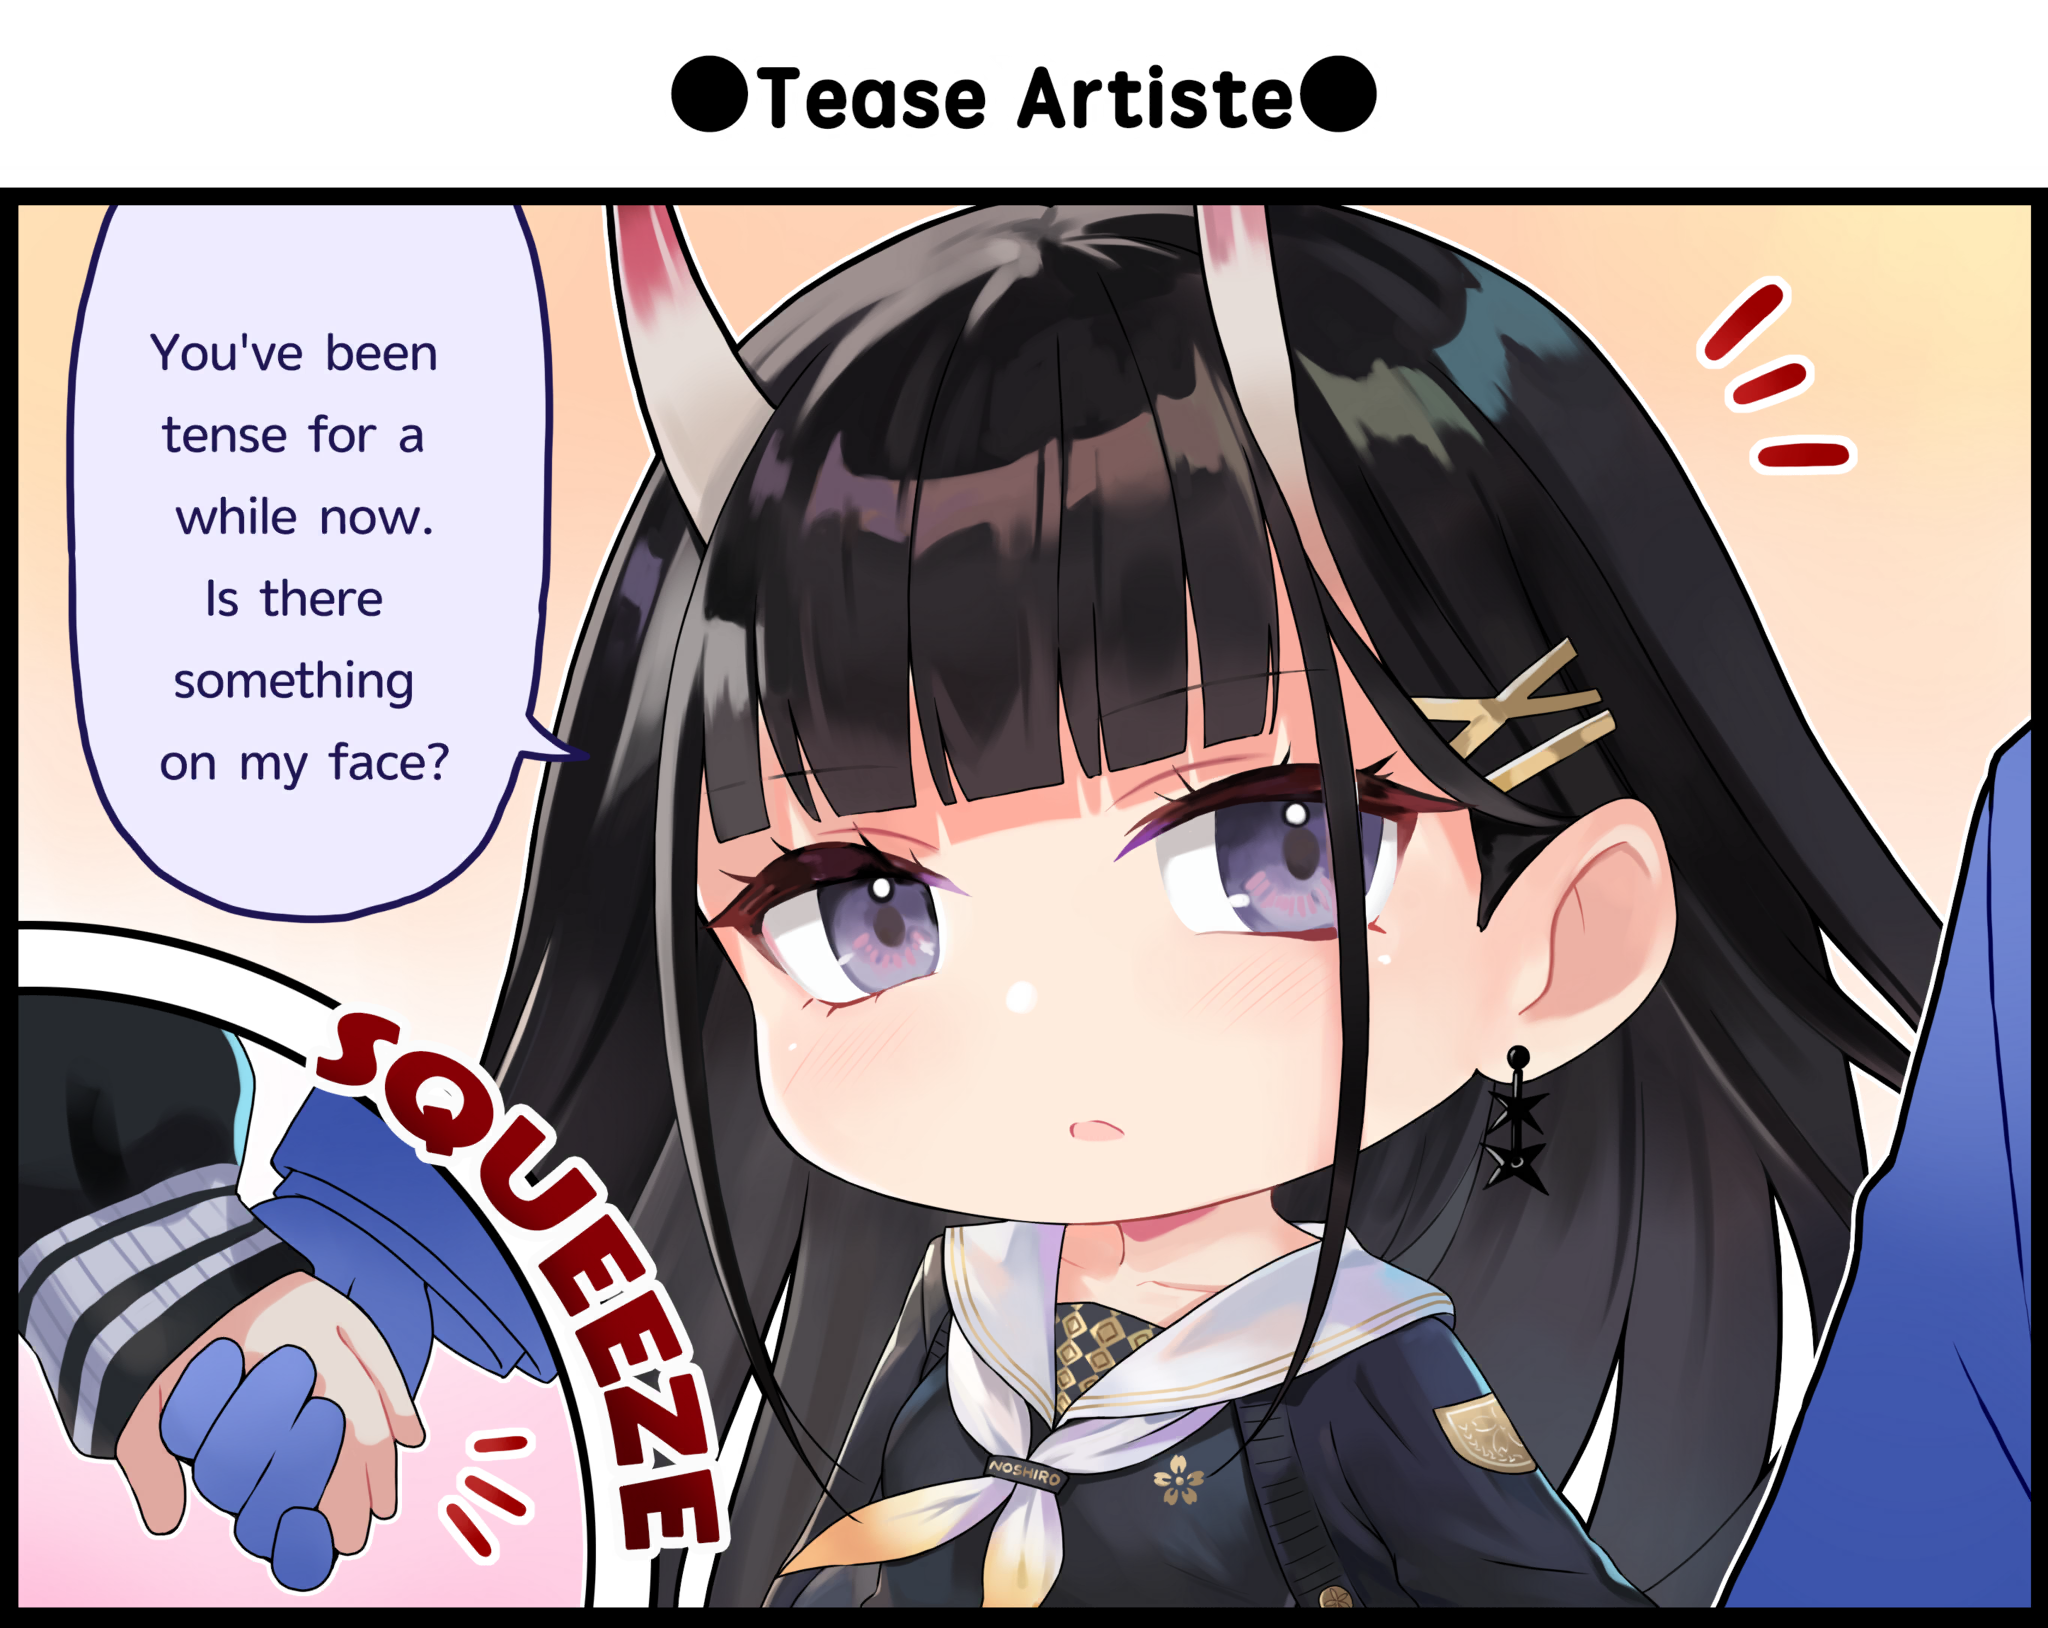 ●Tease Artiste●
You've been
tense for a
while now.
Is there
something
on my face?
SQUEEZE
NOSHIRO